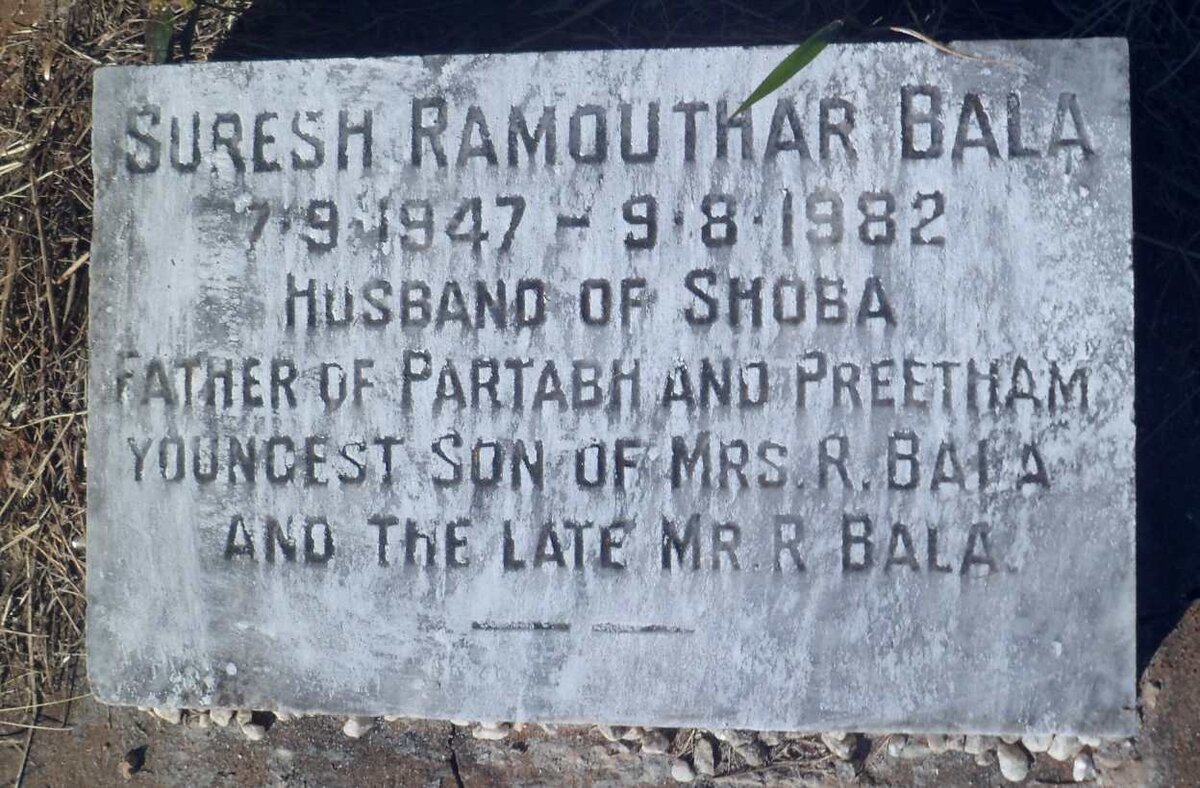 SURESH RAMOUTHAR BALA
7·9·1947 – 9·8·1982
HUSBAND OF SHOBA
FATHER OF PARTABH AND PREETHAM
YOUNGEST SON OF MRS. R. BALA
AND THE LATE MR. R BALA.